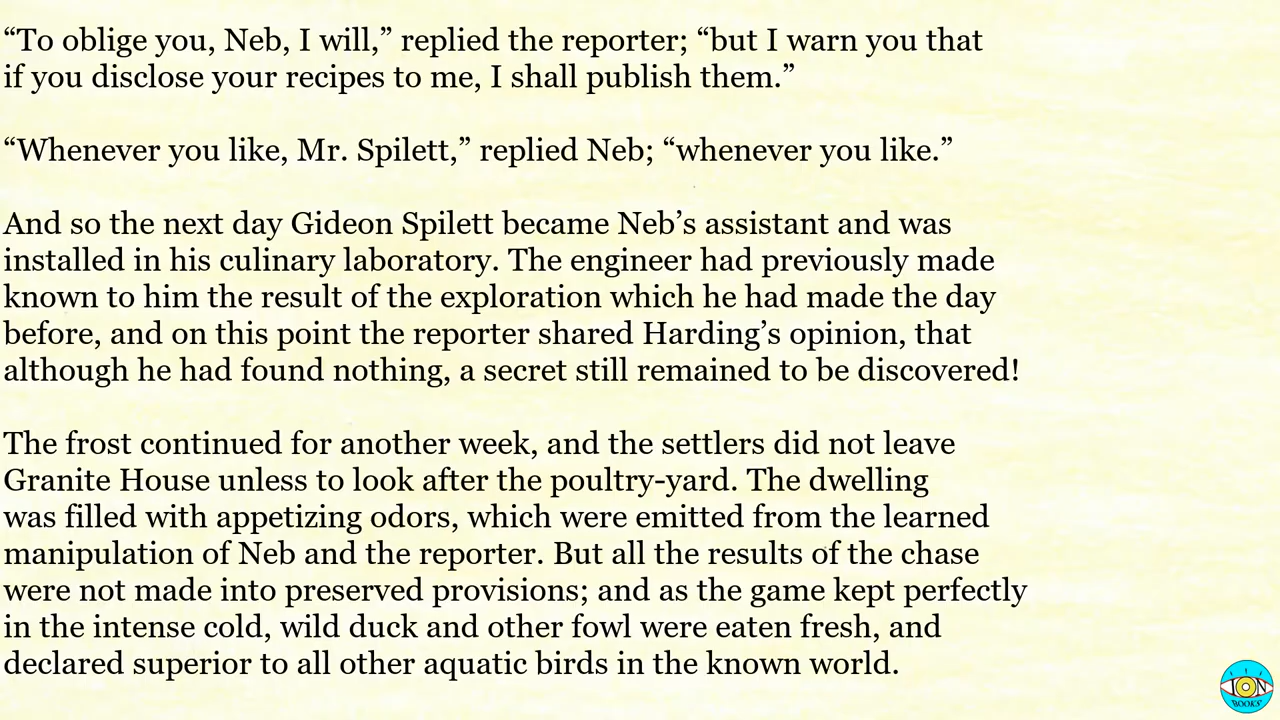 “To oblige you, Neb, I will,” replied the reporter; “but I warn you that
if you disclose your recipes to me, I shall publish them.”
“Whenever you like, Mr. Spilett,” replied Neb; “whenever you like.”
And so the next day Gideon Spilett became Neb’s assistant and was
installed in his culinary laboratory. The engineer had previously made
known to him the result of the exploration which he had made the day
before, and on this point the reporter shared Harding’s opinion, that
although he had found nothing, a secret still remained to be discovered!
The frost continued for another week, and the settlers did not leave
Granite House unless to look after the poultry-yard. The dwelling
was filled with appetizing odors, which were emitted from the learned
manipulation of Neb and the reporter. But all the results of the chase
were not made into preserved provisions; and as the game kept perfectly
in the intense cold, wild duck and other fowl were eaten fresh, and
declared superior to all other aquatic birds in the known world.
ION
BOOKS